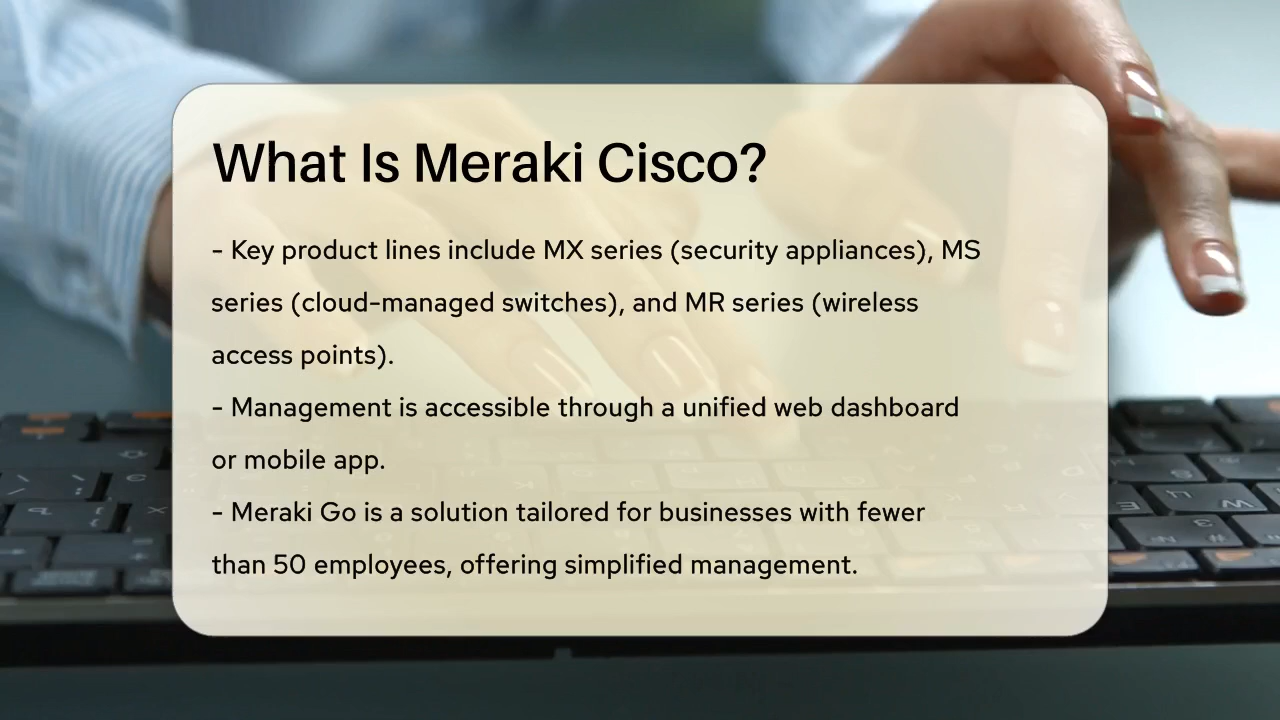 What Is Meraki Cisco?
- Key product lines include MX series (security appliances), MS
series (clo-managed switches), and MR series (wireless
access points).
- Management is accessible through a unified web dashboard
or mobile app.
- Meraki Go is a solution tailored for businesses with fewer
than 50 employees, offering simplified management.